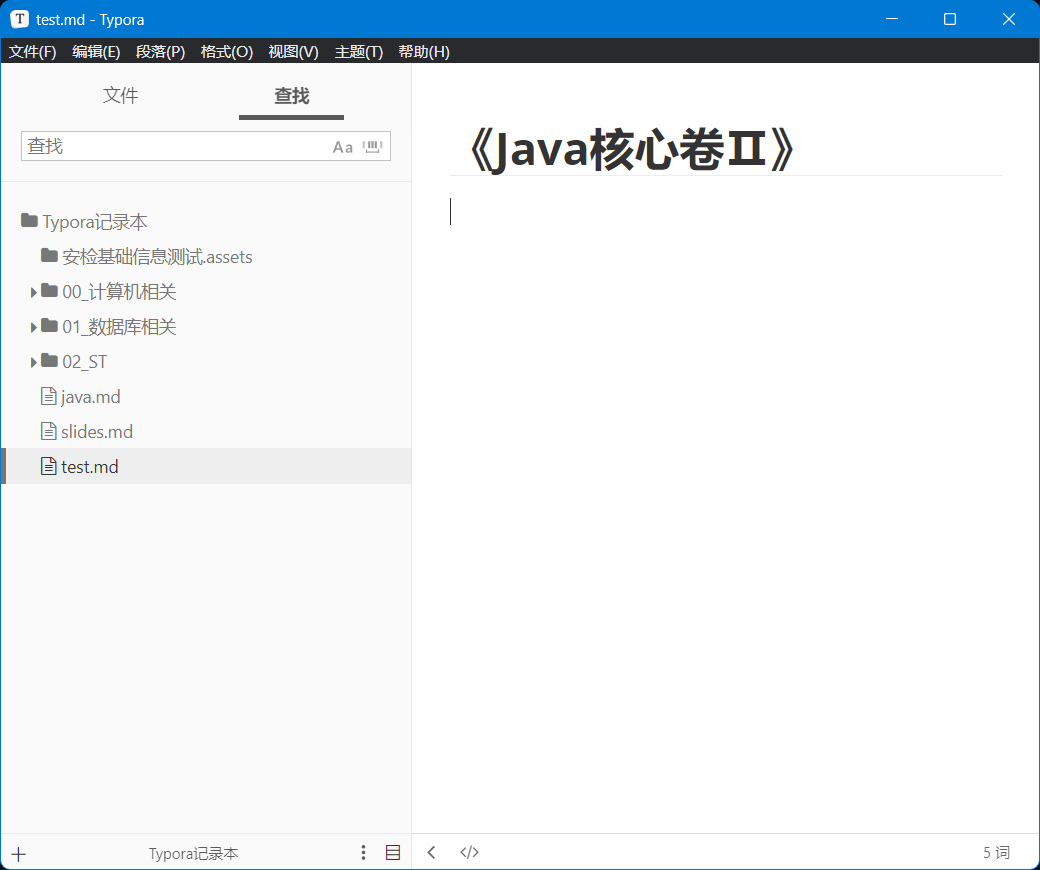 test.md - Typora
文件(F) 编辑(E) 段落(P) 格式(O) 视图(V) 主题(T) 帮助(H)
文件 查找
查找 Aa
Typora记录本
安检基础信息测试.assets
00_计算机相关
01_数据库相关
02_ST
java.md
slides.md
test.md
《Java核心卷Ⅱ》
Typora记录本
5 词